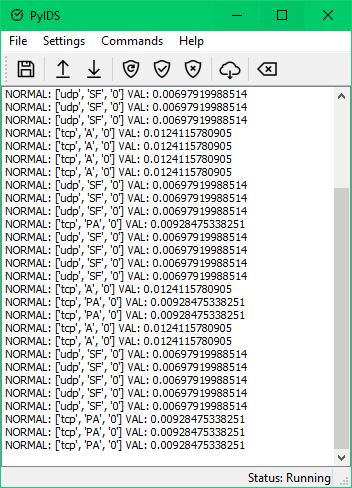 PyIDS
File Settings Commands Help
NORMAL: ['udp', 'SF', '0'] VAL: 0.00697919988514
NORMAL: ['udp', 'SF', '0'] VAL: 0.00697919988514
NORMAL: ['udp', 'SF', '0'] VAL: 0.00697919988514
NORMAL: ['tcp', 'A', '0'] VAL: 0.0124115780905
NORMAL: ['tcp', 'A', '0'] VAL: 0.0124115780905
NORMAL: ['tcp', 'A', '0'] VAL: 0.0124115780905
NORMAL: ['tcp', 'A', '0'] VAL: 0.0124115780905
NORMAL: ['udp', 'SF', '0'] VAL: 0.00697919988514
NORMAL: ['udp', 'SF', '0'] VAL: 0.00697919988514
NORMAL: ['udp', 'SF', '0'] VAL: 0.00697919988514
NORMAL: ['tcp', 'PA', '0'] VAL: 0.00928475338251
NORMAL: ['udp', 'SF', '0'] VAL: 0.00697919988514
NORMAL: ['udp', 'SF', '0'] VAL: 0.00697919988514
NORMAL: ['udp', 'SF', '0'] VAL: 0.00697919988514
NORMAL: ['udp', 'SF', '0'] VAL: 0.00697919988514
NORMAL: ['tcp', 'A', '0'] VAL: 0.0124115780905
NORMAL: ['tcp', 'PA', '0'] VAL: 0.00928475338251
NORMAL: ['tcp', 'PA', '0'] VAL: 0.00928475338251
NORMAL: ['tcp', 'A', '0'] VAL: 0.0124115780905
NORMAL: ['tcp', 'A', '0'] VAL: 0.0124115780905
NORMAL: ['udp', 'SF', '0'] VAL: 0.00697919988514
NORMAL: ['udp', 'SF', '0'] VAL: 0.00697919988514
NORMAL: ['udp', 'SF', '0'] VAL: 0.00697919988514
NORMAL: ['udp', 'SF', '0'] VAL: 0.00697919988514
NORMAL: ['udp', 'SF', '0'] VAL: 0.00697919988514
NORMAL: ['tcp', 'PA', '0'] VAL: 0.00928475338251
NORMAL: ['tcp', 'PA', '0'] VAL: 0.00928475338251
NORMAL: ['tcp', 'PA', '0'] VAL: 0.00928475338251
Status: Running